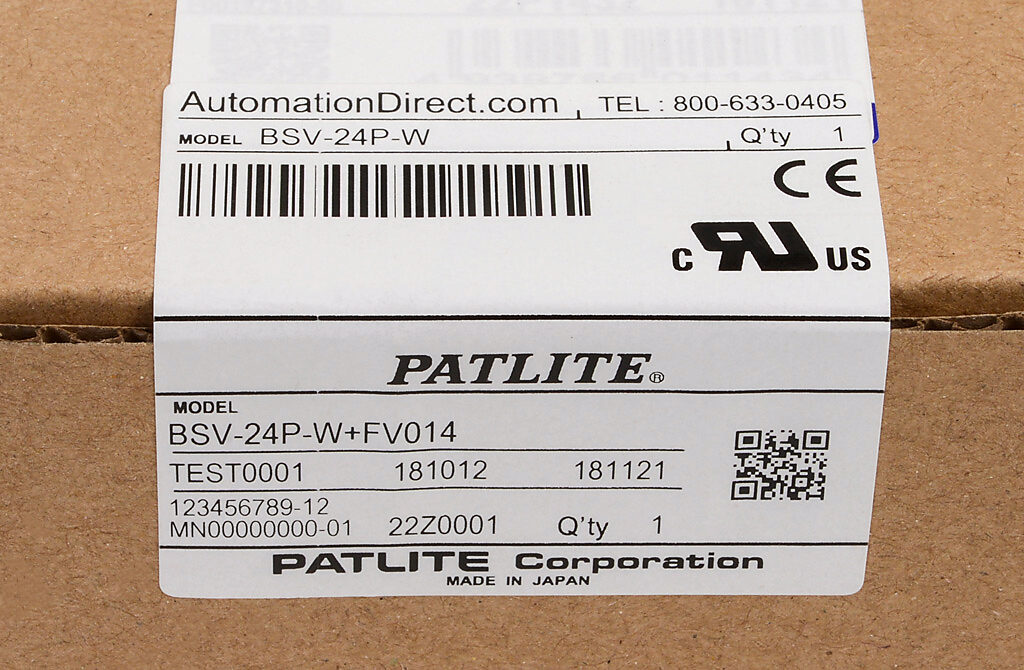 AutomationDirect.com TEL : 800-633-0405
MODEL BSV-24P-W Q'ty 1
CE
C RU US
PATLITE®
MODEL
BSV-24P-W+FV014
TEST0001 181012 181121
123456789-12
MN00000000-01 22Z0001 Q'ty 1
PATLITE Corporation
MADE IN JAPAN